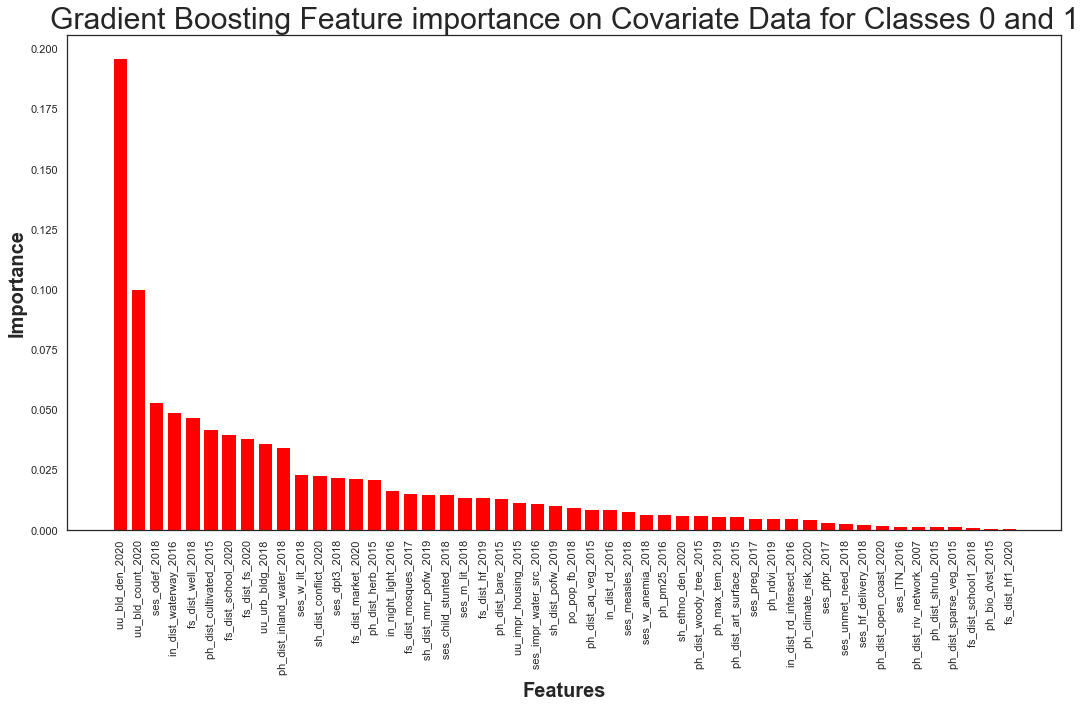 Gradient Boosting Feature importance on Covariate Data for Classes 0 and 1
0.200
0.175
0.150
0.125
0.100
0.075
0.050
0.025
0.000
Importance
uu_bld_den_2020
uu_bld_count_2020
ses_odef_2018
in_dist_waterway_2016
fs_dist_well_2018
ph_dist_cultivated_2015
fs_dist_school_2020
fs_dist_fs_2020
uu_urb_bldg_2018
ph_dist_inland_water_2018
ses_w_lit_2018
sh_dist_conflict_2020
ses_dpt3_2018
fs_dist_market_2020
ph_dist_herb_2015
in_night_light_2016
fs_dist_mosques_2017
sh_dist_mnr_pofw_2019
ses_child_stunted_2018
ses_m_lit_2018
fs_dist_hf_2019
ph_dist_bare_2015
uu_impr_housing_2015
ses_impr_water_src_2016
sh_dist_pofw_2019
po_pop_fb_2018
ph_dist_aq_veg_2015
in_dist_rd_2016
ses_measles_2018
ses_w_anemia_2018
ph_pm25_2016
sh_ethno_den_2020
ph_dist_woody_tree_2015
ph_max_tem_2019
ph_dist_art_surface_2015
ses_preg_2017
ph_ndvi_2019
in_dist_rd_intersect_2016
ph_climate_risk_2020
ses_pfpr_2017
ses_unmet_need_2018
ses_hf_delivery_2018
ph_dist_open_coast_2020
ses_ITN_2016
ph_dist_riv_network_2007
ph_dist_shrub_2015
ph_dist_sparse_veg_2015
fs_dist_school1_2018
ph_bio_dvst_2015
fs_dist_hf1_2020
Features